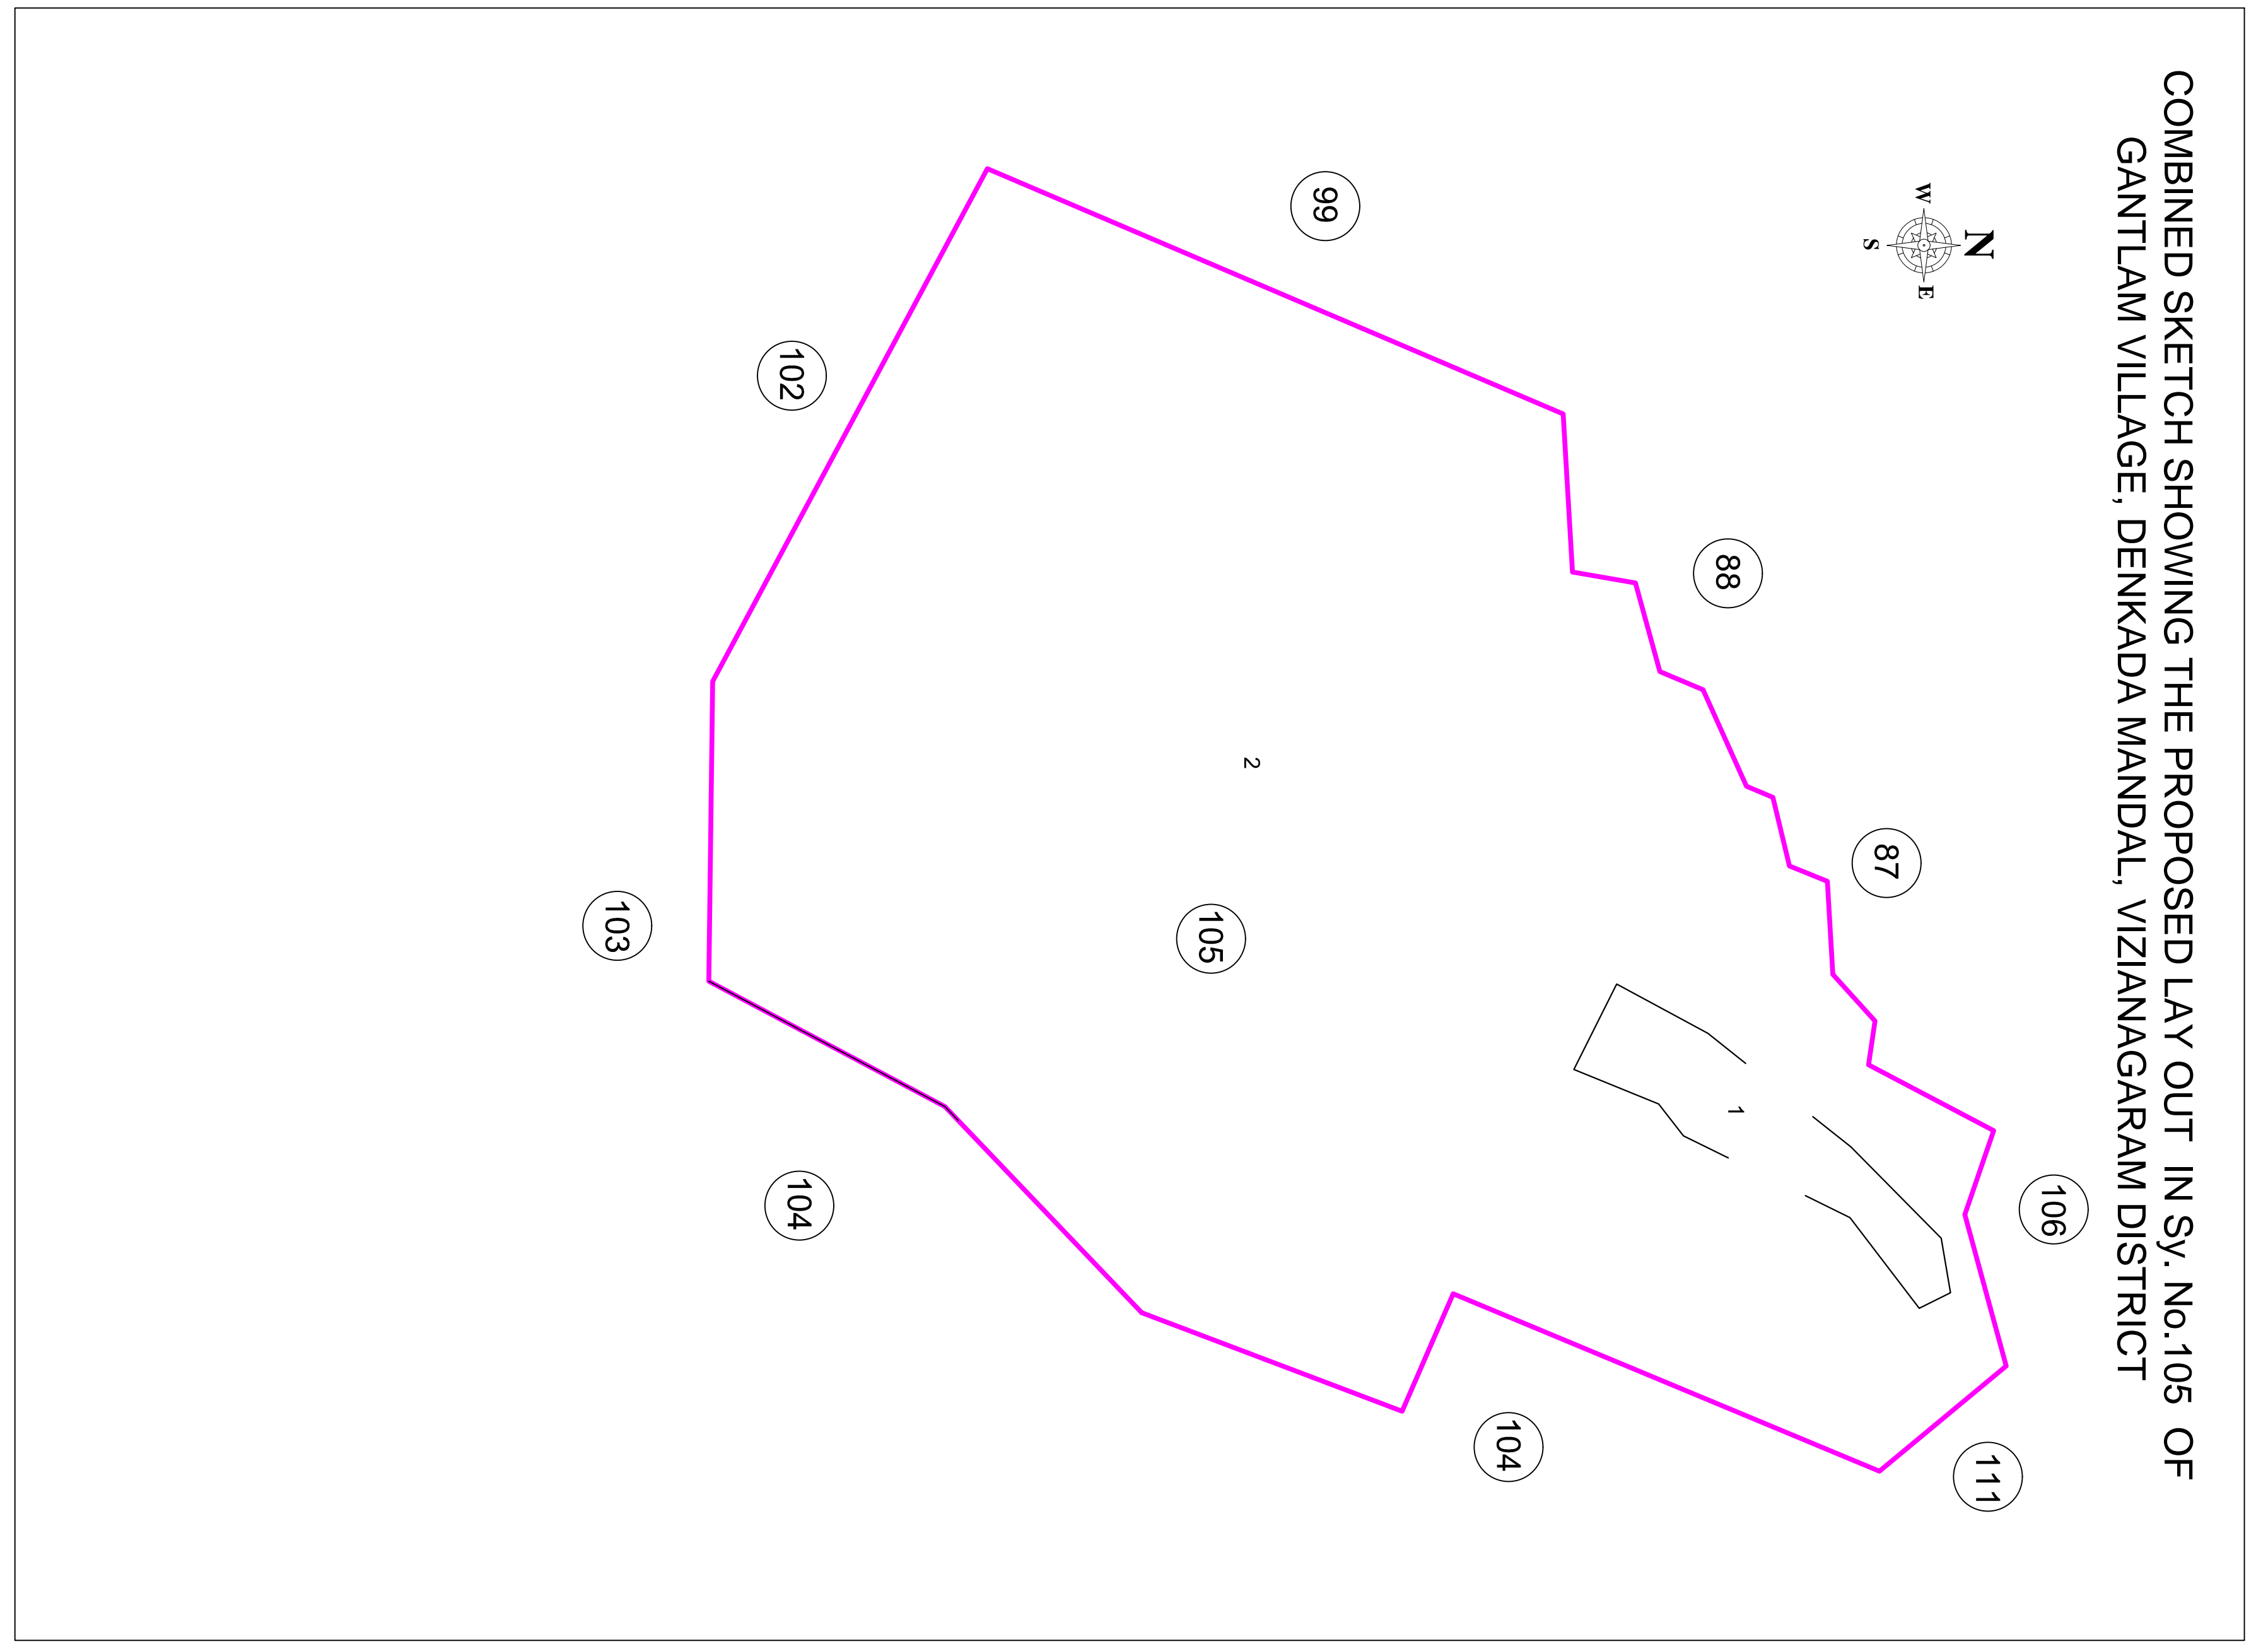 COMBINED SKETCH SHOWING THE PROPOSED LAY OUT IN Sy. No.105 OF
GANTLAM VILLAGE, DENKADA MANDAL, VIZIANAGARAM DISTRICT
N
W
E
S
106
111
87
88
1
104
99
2
105
102
104
103